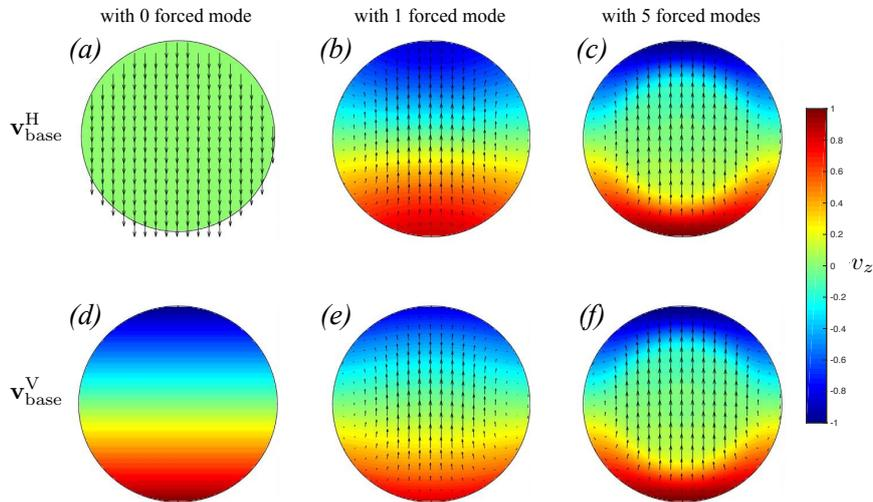 with 0 forced mode
with 1 forced mode
with 5 forced modes
(a)
(b)
(c)
v^H_base
1
0.8
0.6
0.4
0.2
0
-0.2
-0.4
-0.6
-0.8
-1
v_z
(d)
(e)
(f)
v^V_base